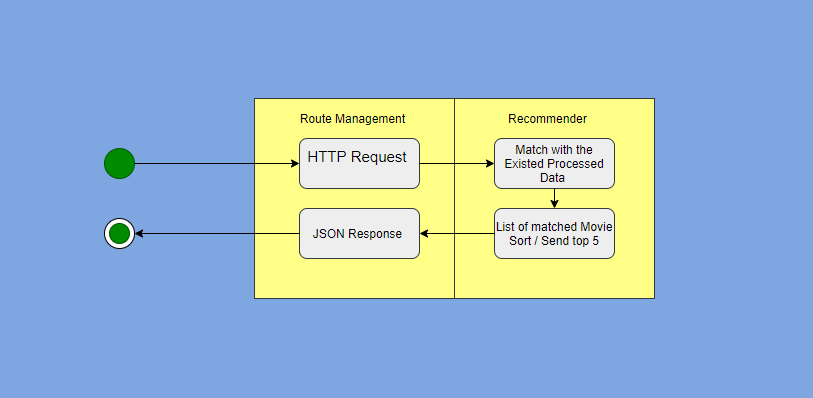 Route Management
Recommender
HTTP Request
Match with the
Existed Processed
Data
JSON Response
List of matched Movie
Sort / Send top 5